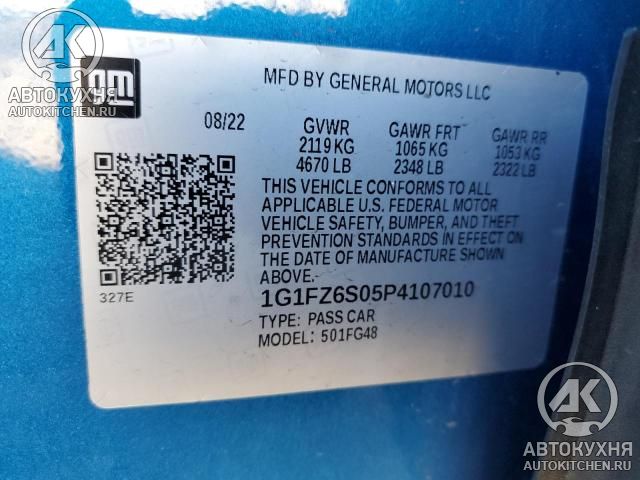 GM
АВТОКУХНЯ
AUTOKITCHEN.RU
MFD BY GENERAL MOTORS LLC
08/22 GVWR GAWR FRT GAWR RR
2119 KG 1065 KG 1053 KG
4670 LB 2348 LB 2322 LB
THIS VEHICLE CONFORMS TO ALL
APPLICABLE U.S. FEDERAL MOTOR
VEHICLE SAFETY, BUMPER, AND THEFT
PREVENTION STANDARDS IN EFFECT ON
THE DATE OF MANUFACTURE SHOWN
ABOVE.
327E
1G1FZ6S05P4107010
TYPE: PASS CAR
MODEL: 501FG48
АК
АВТОКУХНЯ
AUTOKITCHEN.RU